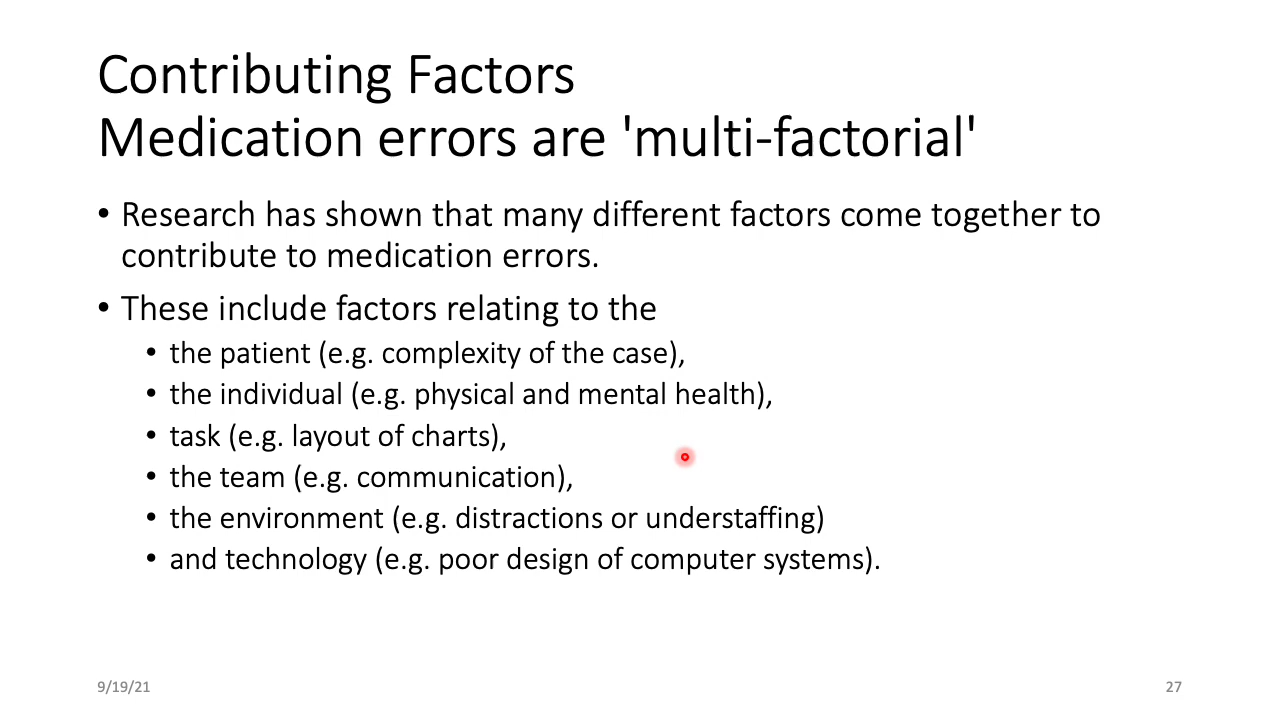 Contributing Factors
Medication errors are 'multi-factorial'
• Research has shown that many different factors come together to
contribute to medication errors.
• These include factors relating to the
• the patient (e.g. complexity of the case),
• the individual (e.g. physical and mental health),
• task (e.g. layout of charts),
• the team (e.g. communication),
• the environment (e.g. distractions or understaffing)
• and technology (e.g. poor design of computer systems).
9/19/21
27